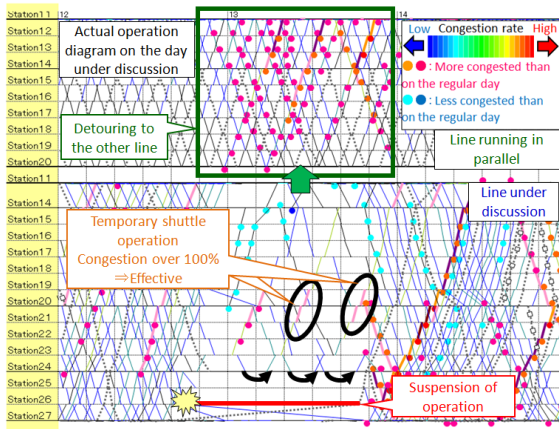 Station11
Station12
Station13
Station14
Station15
Station16
Station17
Station18
Station19
Station20
Station11
Station14
Station15
Station16
Station17
Station18
Station19
Station20
Station21
Station22
Station23
Station24
Station25
Station26
Station27
12
13
14
Actual operation
diagram on the day
under discussion
Low Congestion rate High
: More congested than
on the regular day
: Less congested than
on the regular day
Detouring to
the other line
Line running in
parallel
Line under
discussion
Temporary shuttle
operation
Congestion over 100%
⇒Effective
Suspension of
operation
12
13
14